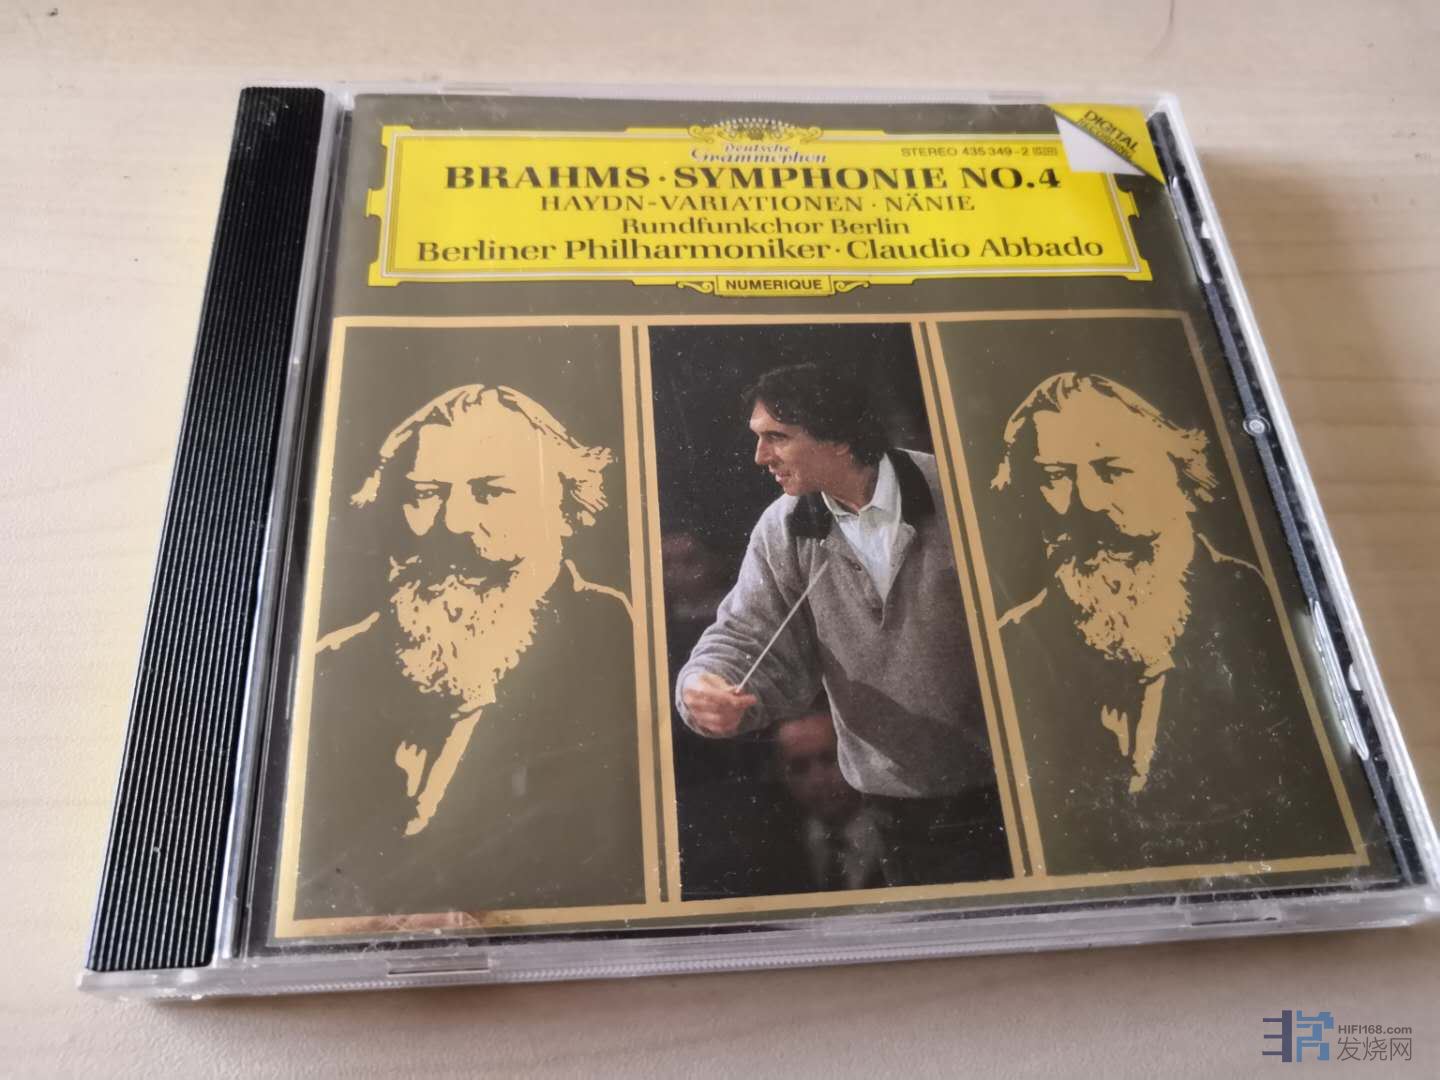 DIGITAL
RECORDING
Deutsche
Grammophon
STEREO 435 349-2
BRAHMS · SYMPHONIE NO.4
HAYDN-VARIATIONEN · NÄNIE
Rundfunkchor Berlin
Berliner Philharmoniker · Claudio Abbado
NUMERIQUE
HIFI168.com
发烧网